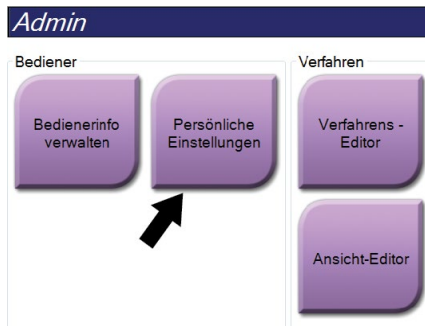 Admin
Bediener
Bedienerinfo
verwalten
Persönliche
Einstellungen
Verfahren
Verfahrens -
Editor
Ansicht-Editor